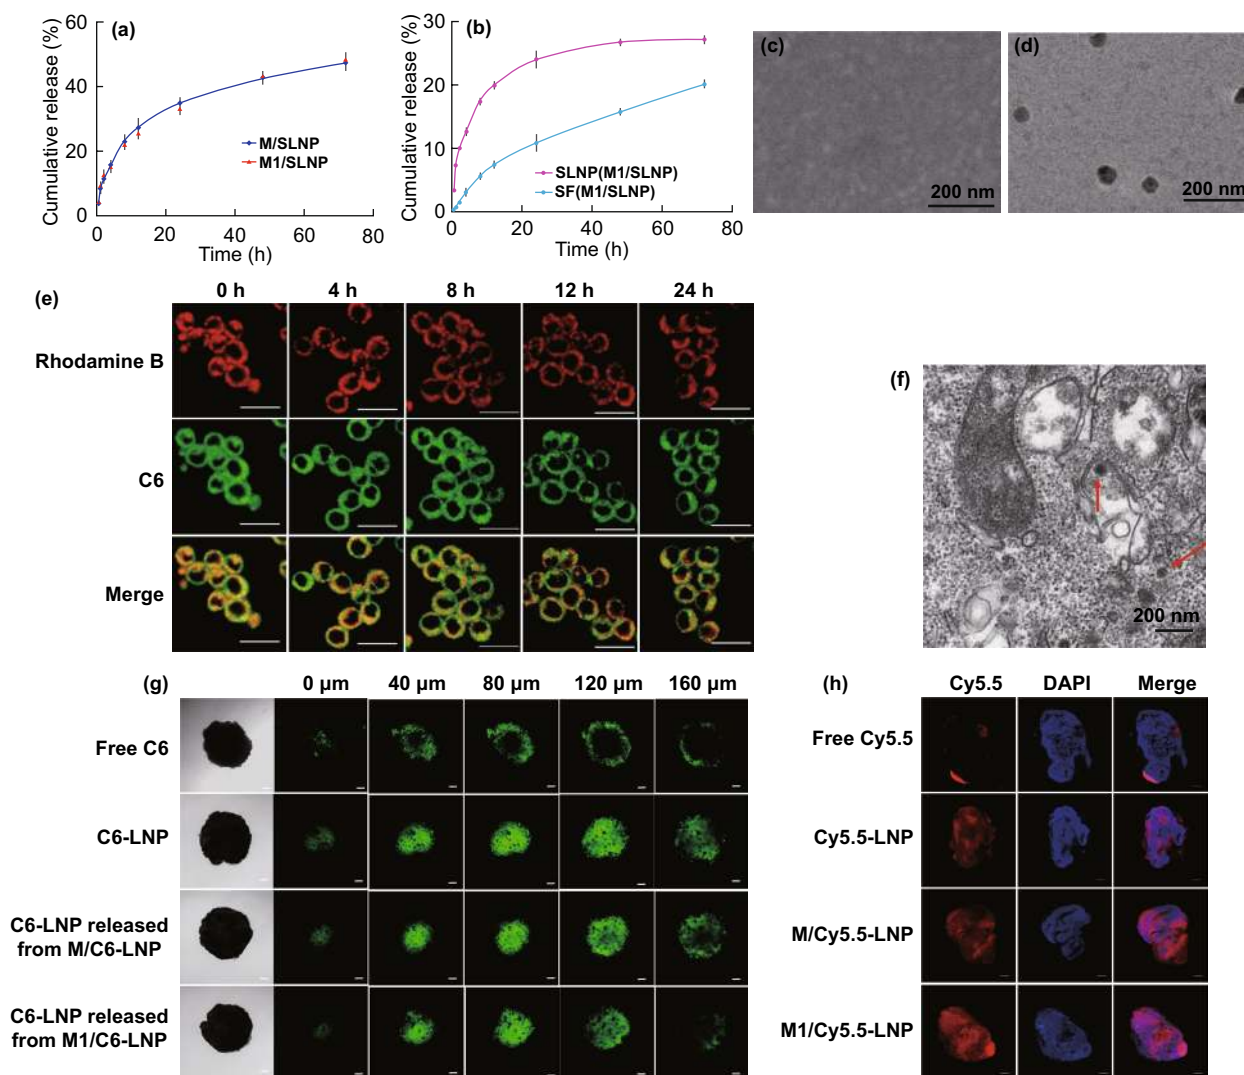 (a)
Cumulative release (%)
60
40
20
0
0 20 40 60 80
Time (h)
M/SLNP
M1/SLNP
(b)
Cumulative release (%)
30
20
10
0
0 20 40 60 80
Time (h)
SLNP(M1/SLNP)
SF(M1/SLNP)
(c)
200 nm
(d)
200 nm
(e)
0 h 4 h 8 h 12 h 24 h
Rhodamine B
C6
Merge
(f)
200 nm
(g)
0 µm 40 µm 80 µm 120 µm 160 µm
Free C6
C6-LNP
C6-LNP released
from M/C6-LNP
C6-LNP released
from M1/C6-LNP
(h)
Cy5.5 DAPI Merge
Free Cy5.5
Cy5.5-LNP
M/Cy5.5-LNP
M1/Cy5.5-LNP